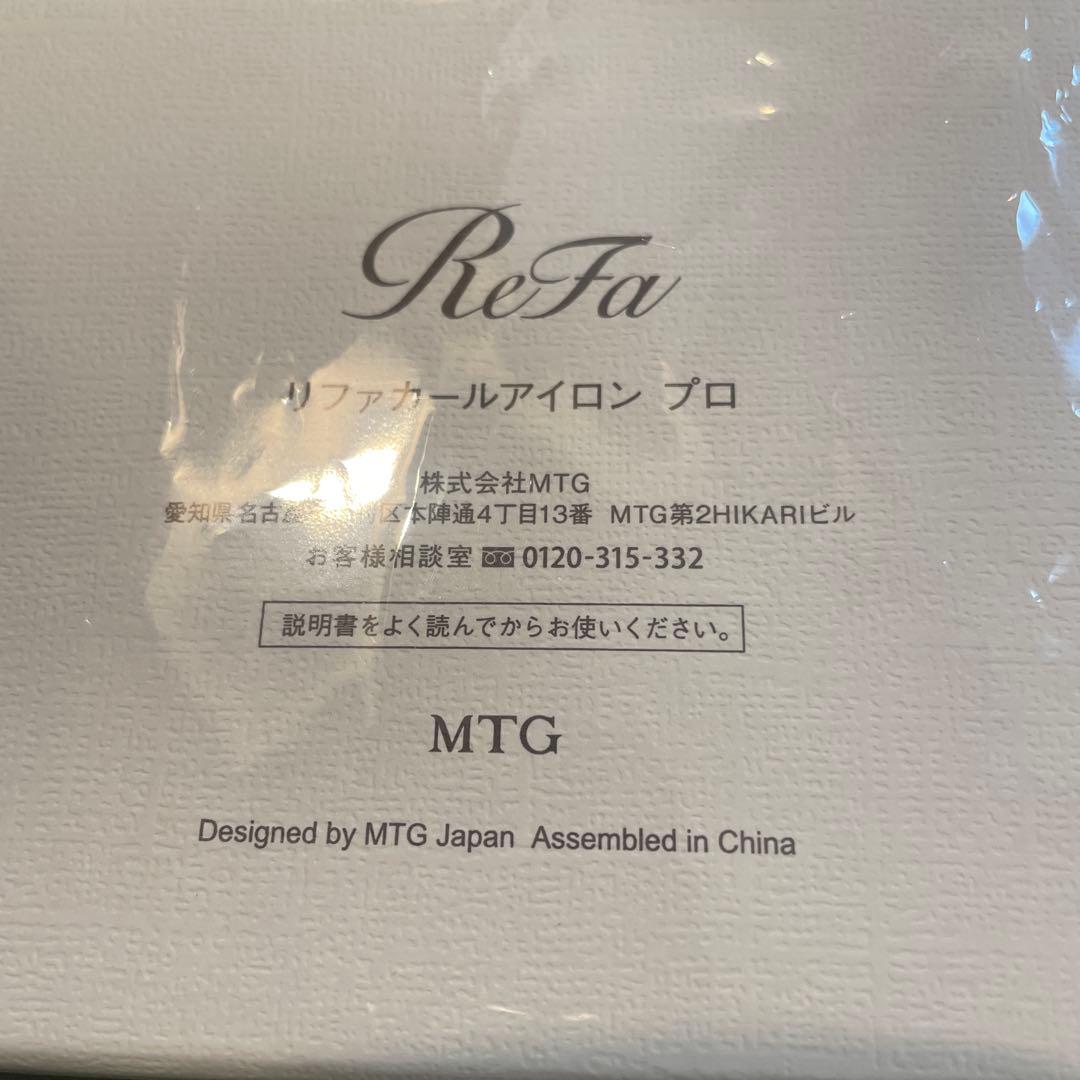 ReFa
リファカールアイロン プロ
株式会社MTG
愛知県名古 区本陣通4丁目13番 MTG第2HIKARIビル
お客様相談室 0120-315-332
説明書をよく読んでからお使いください。
MTG
Designed by MTG Japan Assembled in China